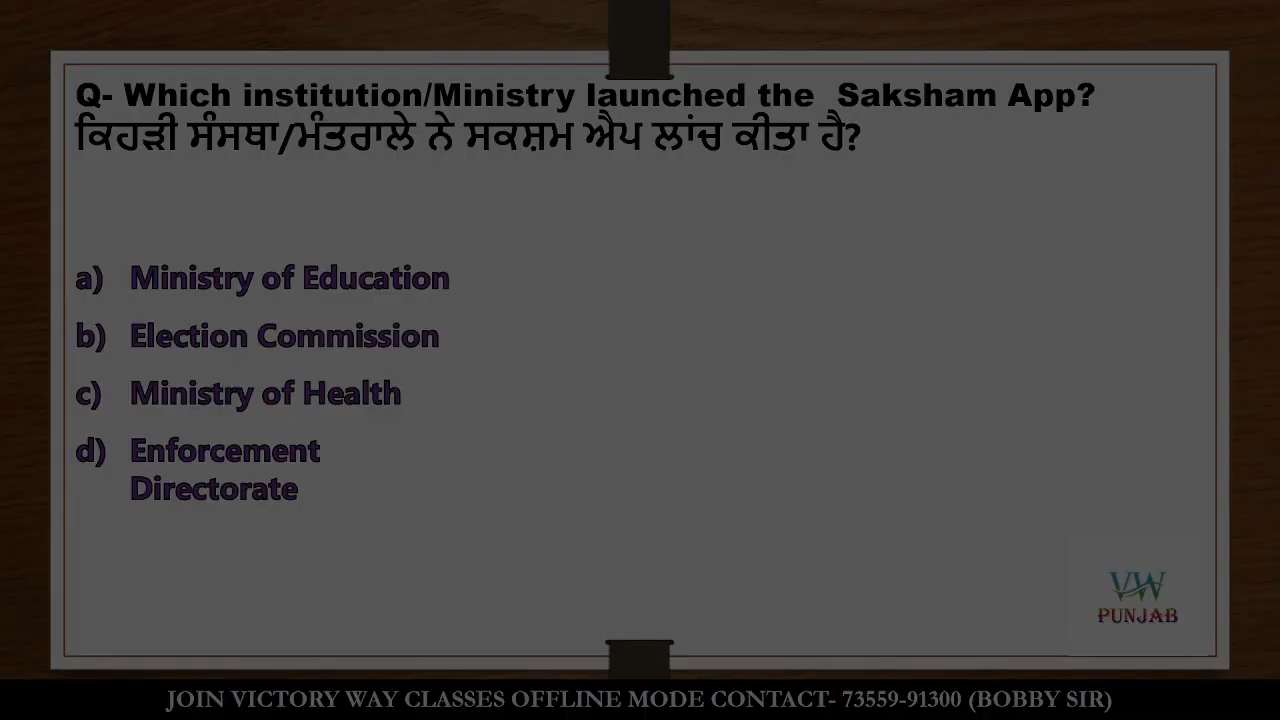 Q- Which institution/Ministry launched the Saksham App?
ਕਿਹੜੀ ਸੰਸਥਾ/ਮੰਤਰਾਲੇ ਨੇ ਸਕਸ਼ਮ ਐਪ ਲਾਂਚ ਕੀਤਾ ਹੈ?
a) Ministry of Education
b) Election Commission
c) Ministry of Health
d) Enforcement
Directorate
VW
PUNJAB
JOIN VICTORY WAY CLASSES OFFLINE MODE CONTACT- 73559-91300 (BOBBY SIR)